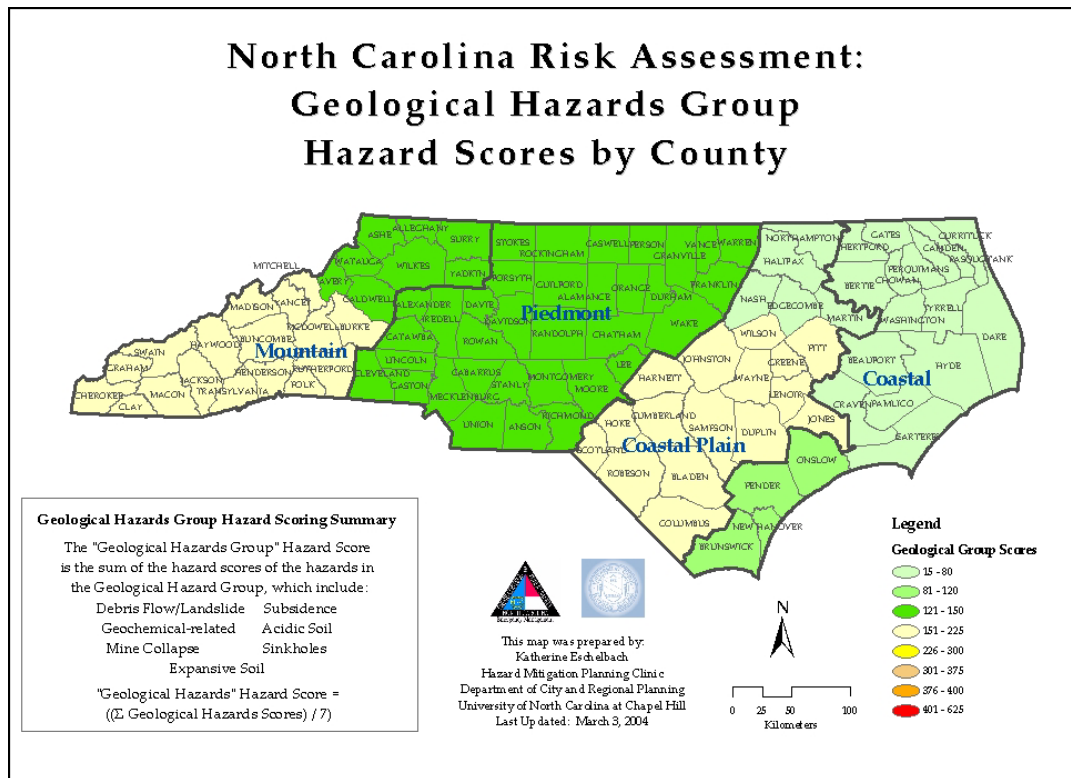 North Carolina Risk Assessment:
Geological Hazards Group
Hazard Scores by County
ASHE
ALLEGHANY
SURRY
STOKES
ROCKINGHAM
CASWELL
PERSON
VANCE
WARREN
GRANVILLE
NORTHAMPTON
GATES
HERTFORD
CURRITUCK
CAMDEN
PASQUOTANK
WATAUGA
WILKES
YADKIN
FORSYTH
GUILFORD
ALAMANCE
ORANGE
DURHAM
FRANKLIN
HALIFAX
BERTIE
PERQUIMANS
CHOWAN
MITCHELL
AVERY
CALDWELL
ALEXANDER
IREDELL
DAVIE
DAVIDSON
Piedmont
NASH
EDGECOMBE
MARTIN
WASHINGTON
TYRRELL
DARE
MADISON
YANCEY
MCDOWELL
BURKE
CATAWBA
ROWAN
RANDOLPH
CHATHAM
WAKE
WILSON
PITT
BEAUFORT
HYDE
SWAIN
HAYWOOD
BUNCOMBE
Mountain
LINCOLN
JOHNSTON
GREENE
Coastal
GRAHAM
JACKSON
HENDERSON
RUTHERFORD
CLEVELAND
GASTON
CABARRUS
STANLY
MONTGOMERY
MOORE
LEE
HARNETT
WAYNE
LENOIR
CRAVEN
PAMLICO
CHEROKEE
CLAY
MACON
TRANSYLVANIA
POLK
MECKLENBURG
UNION
ANSON
RICHMOND
HOKE
CUMBERLAND
SAMPSON
DUPLIN
JONES
CARTERET
SCOTLAND
Coastal Plain
ROBESON
BLADEN
ONSLOW
PENDER
COLUMBUS
NEW HANOVER
BRUNSWICK
Geological Hazards Group Hazard Scoring Summary
The "Geological Hazards Group" Hazard Score
is the sum of the hazard scores of the hazards in
the Geological Hazard Group, which include:
Debris Flow/Landslide Subsidence
Geochemical-related Acidic Soil
Mine Collapse Sinkholes
Expansive Soil
"Geological Hazards" Hazard Score =
((Σ Geological Hazards Scores) / 7)
This map was prepared by:
Katherine Eschelbach
Hazard Mitigation Planning Clinic
Department of City and Regional Planning
University of North Carolina at Chapel Hill
Last Updated: March 3, 2004
N
0 25 50 100
Kilometers
Legend
Geological Group Scores
15 - 80
81 - 120
121 - 150
151 - 225
226 - 300
301 - 375
376 - 400
401 - 625